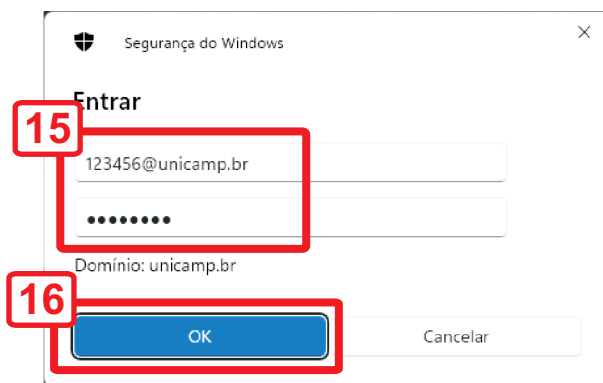 Segurança do Windows
Entrar
15
123456@unicamp.br
••••••••
Domínio: unicamp.br
16
OK
Cancelar